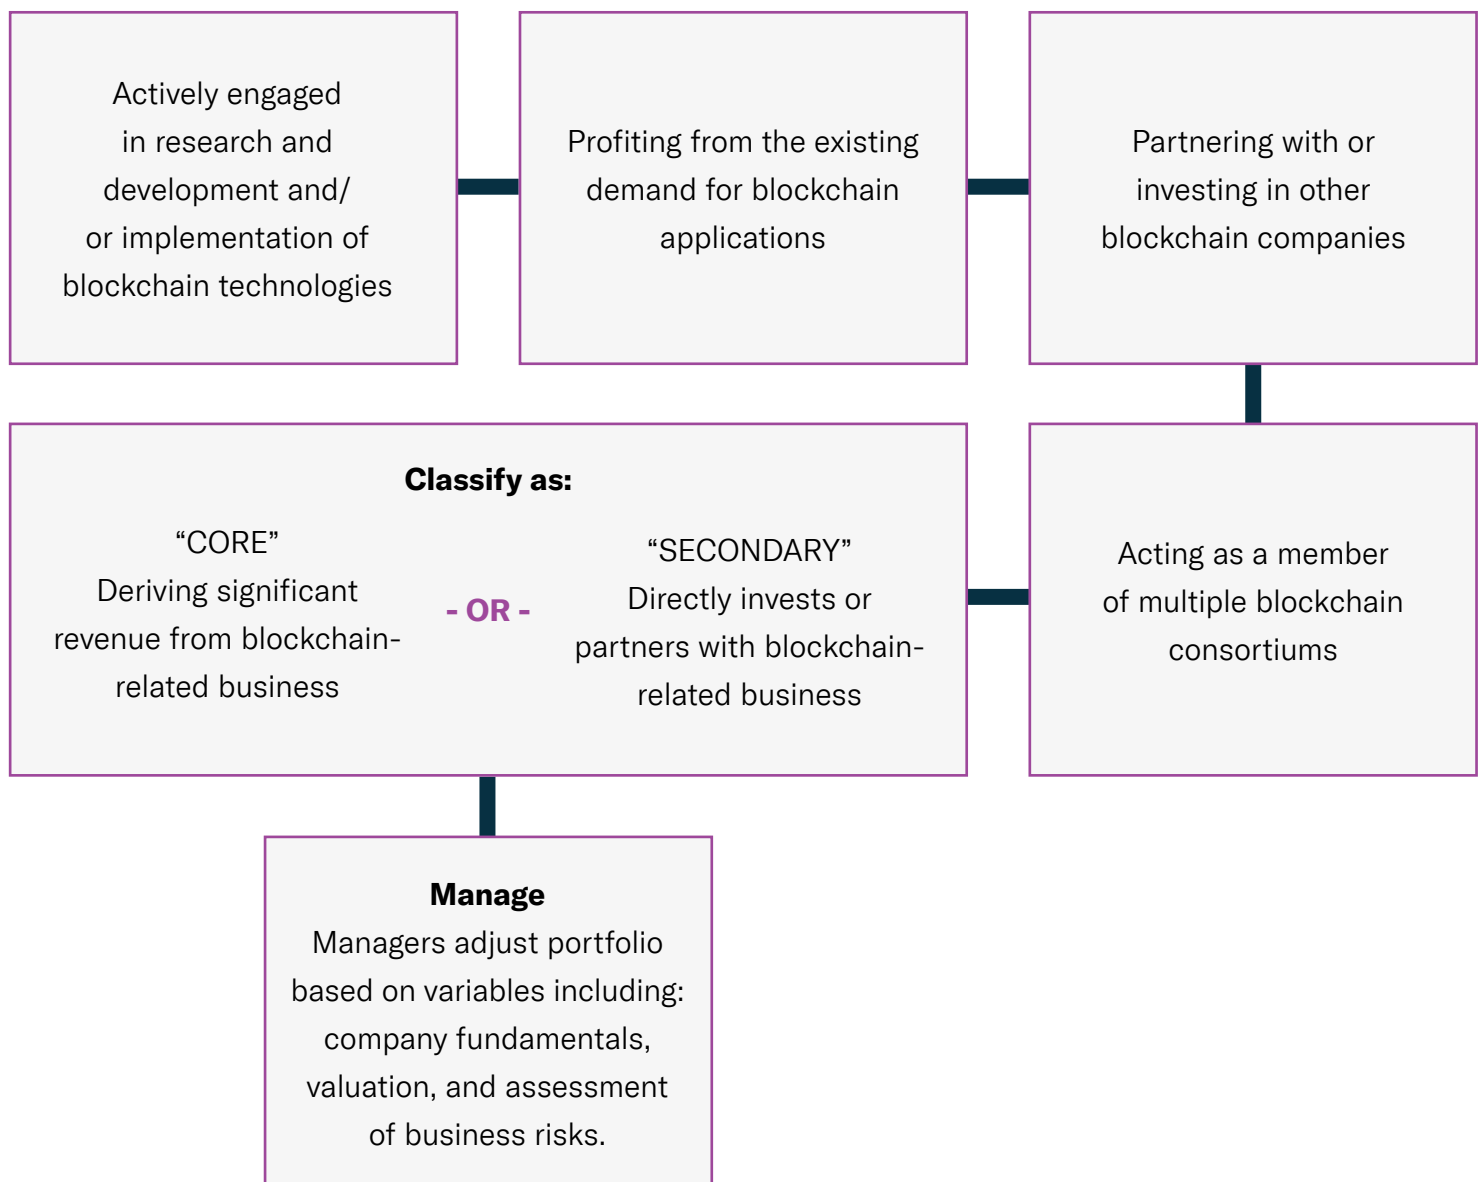 Actively engaged
in research and
development and/
or implementation of
blockchain technologies
Profiting from the existing
demand for blockchain
applications
Partnering with or
investing in other
blockchain companies
Acting as a member
of multiple blockchain
consortiums
Classify as:
“CORE”
Deriving significant
revenue from blockchain-
related business
- OR -
“SECONDARY”
Directly invests or
partners with blockchain-
related business
Manage
Managers adjust portfolio
based on variables including:
company fundamentals,
valuation, and assessment
of business risks.